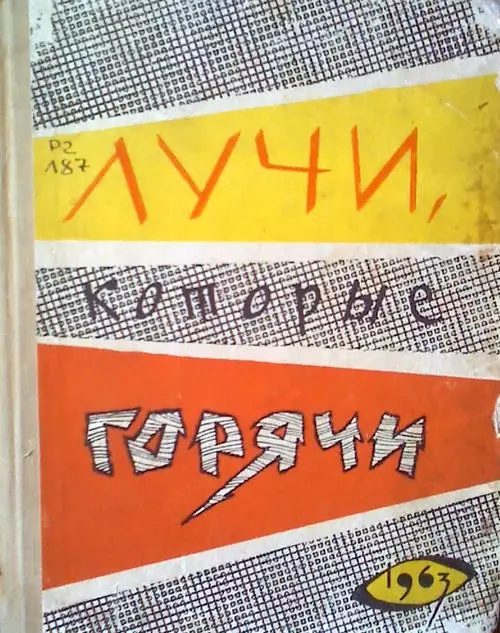 Р2
187
ЛУЧИ,
которые
ГОРЯЧИ
1963